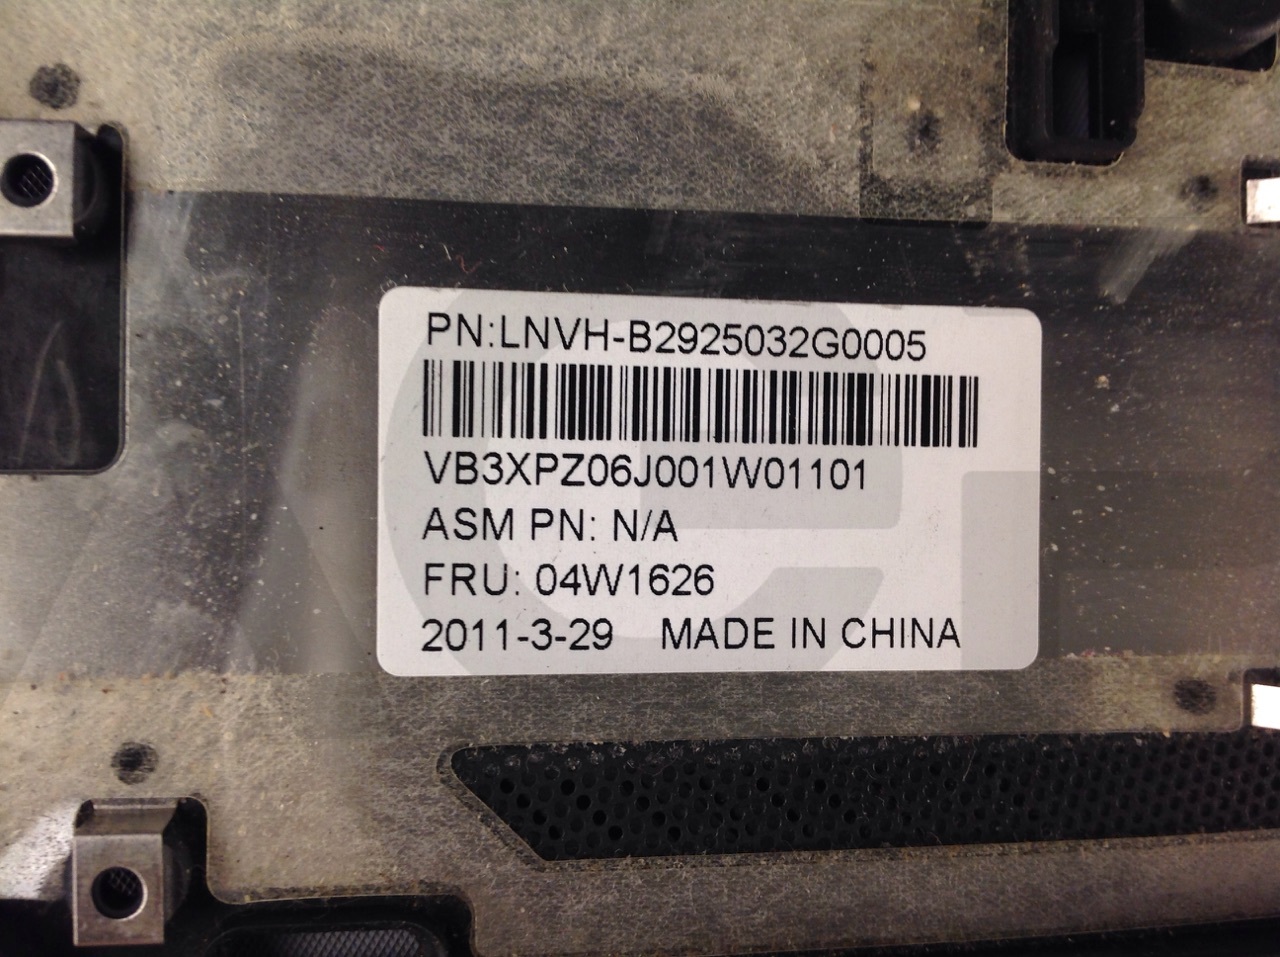 PN:LNVH-B2925032G0005
VB3XPZ06J001W01101
ASM PN: N/A
FRU: 04W1626
2011-3-29 MADE IN CHINA